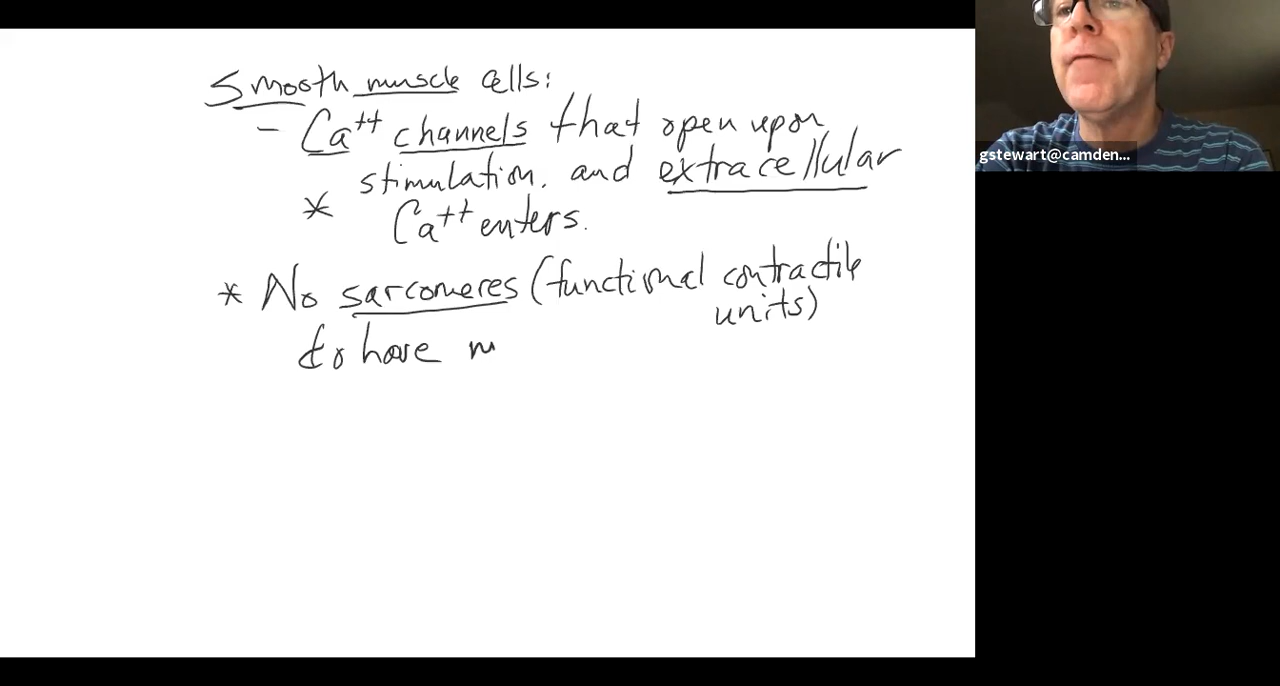 Smooth muscle cells:
- Ca++ channels that open upon
stimulation. and extracellular
* Ca++ enters.
* No sarcomeres (functional contractile
units)
do have m
gstewart@camden...